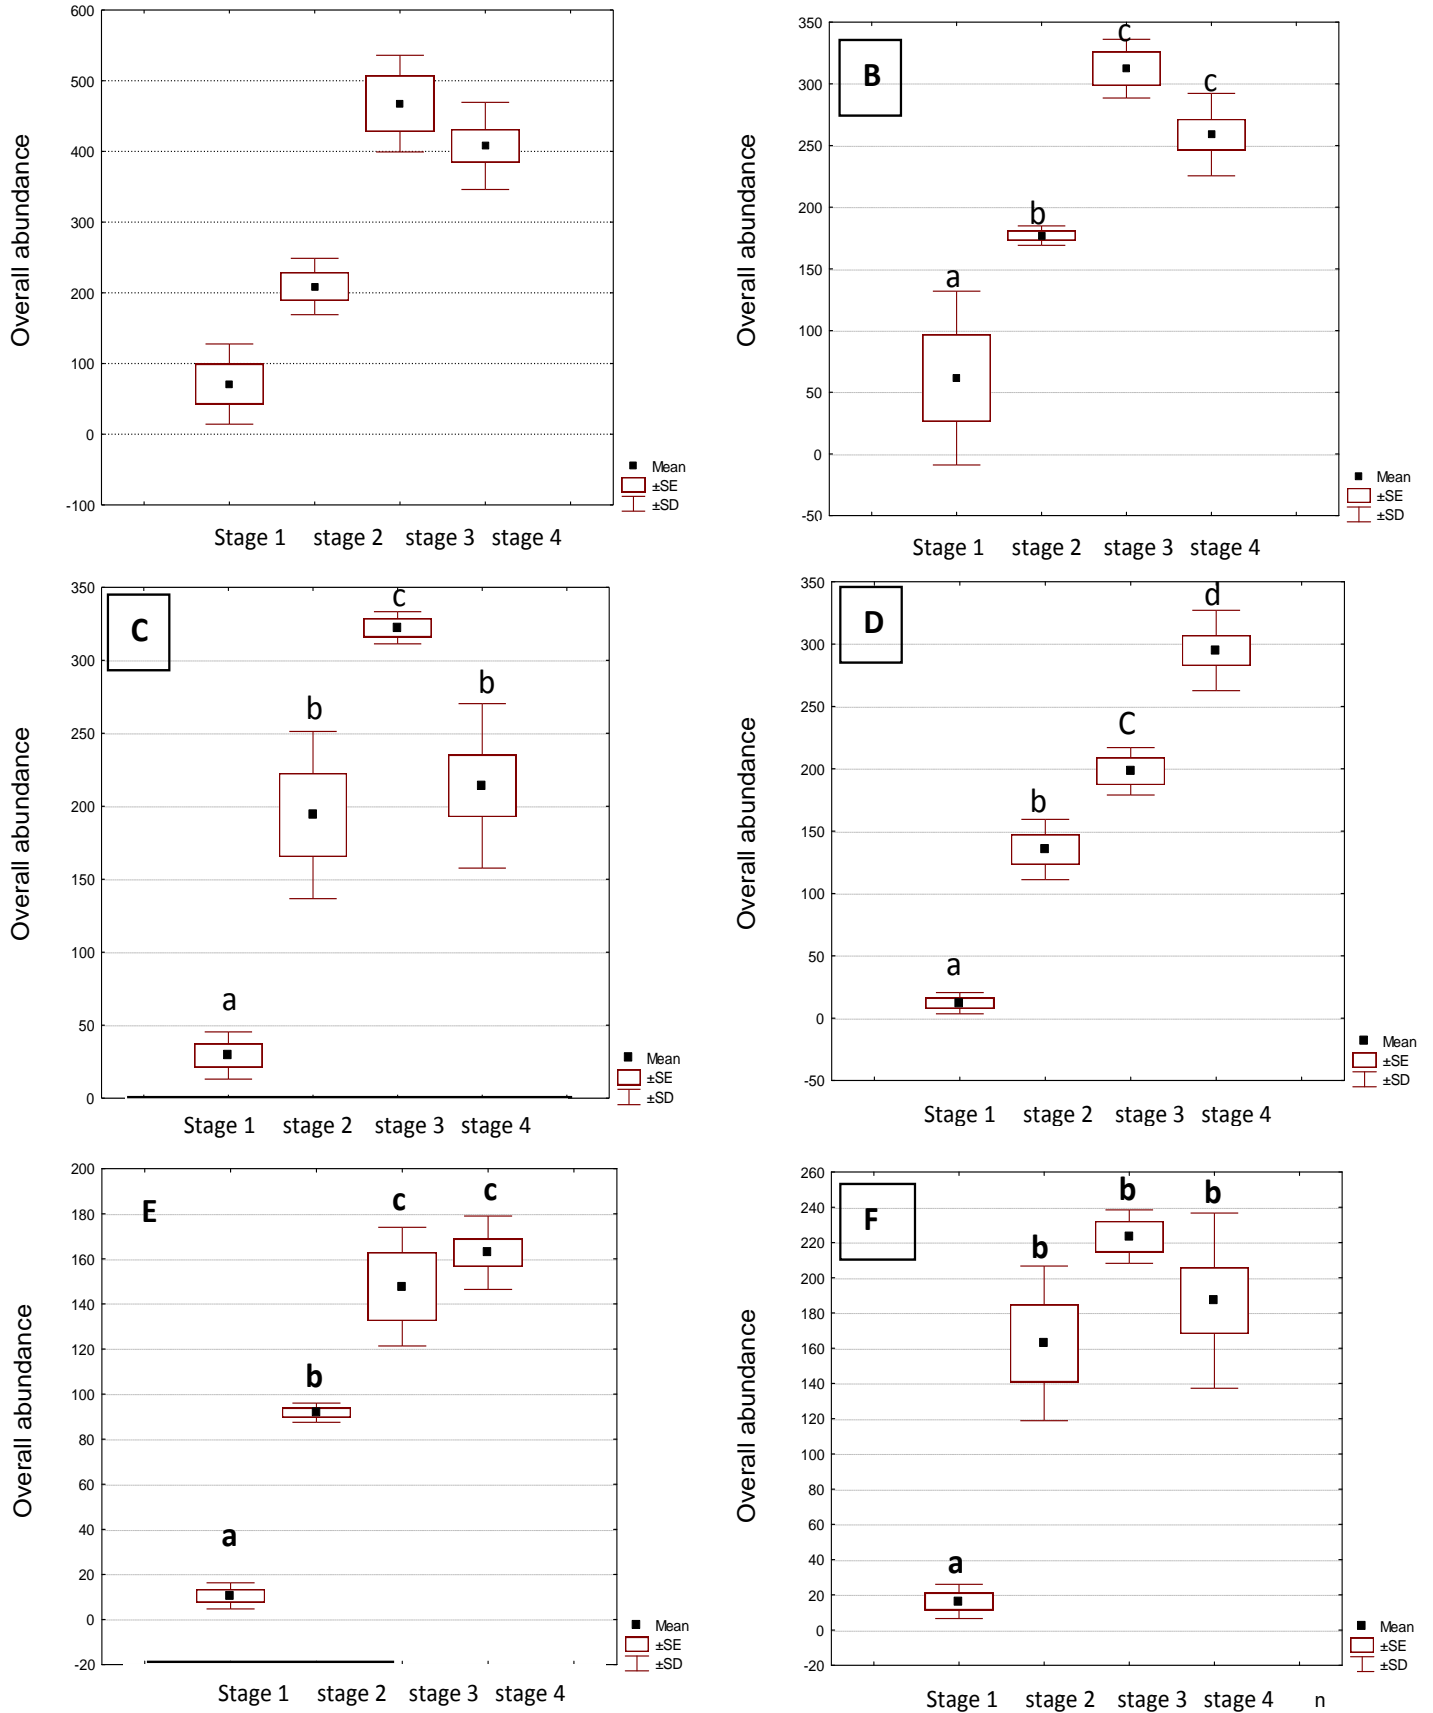 600
500
400
300
200
100
0
-100
Overall abundance
Stage 1 stage 2 stage 3 stage 4
Mean
±SE
±SD
B
350
300
250
200
150
100
50
0
-50
Overall abundance
a
b
c
c
Stage 1 stage 2 stage 3 stage 4
Mean
±SE
±SD
C
350
300
250
200
150
100
50
0
Overall abundance
a
b
c
b
Stage 1 stage 2 stage 3 stage 4
Mean
±SE
±SD
D
350
300
250
200
150
100
50
0
-50
Overall abundance
a
b
C
d
Stage 1 stage 2 stage 3 stage 4
Mean
±SE
±SD
E
200
180
160
140
120
100
80
60
40
20
0
-20
Overall abundance
a
b
c
c
Stage 1 stage 2 stage 3 stage 4
Mean
±SE
±SD
F
260
240
220
200
180
160
140
120
100
80
60
40
20
0
-20
Overall abundance
a
b
b
b
Stage 1 stage 2 stage 3 stage 4 n
Mean
±SE
±SD